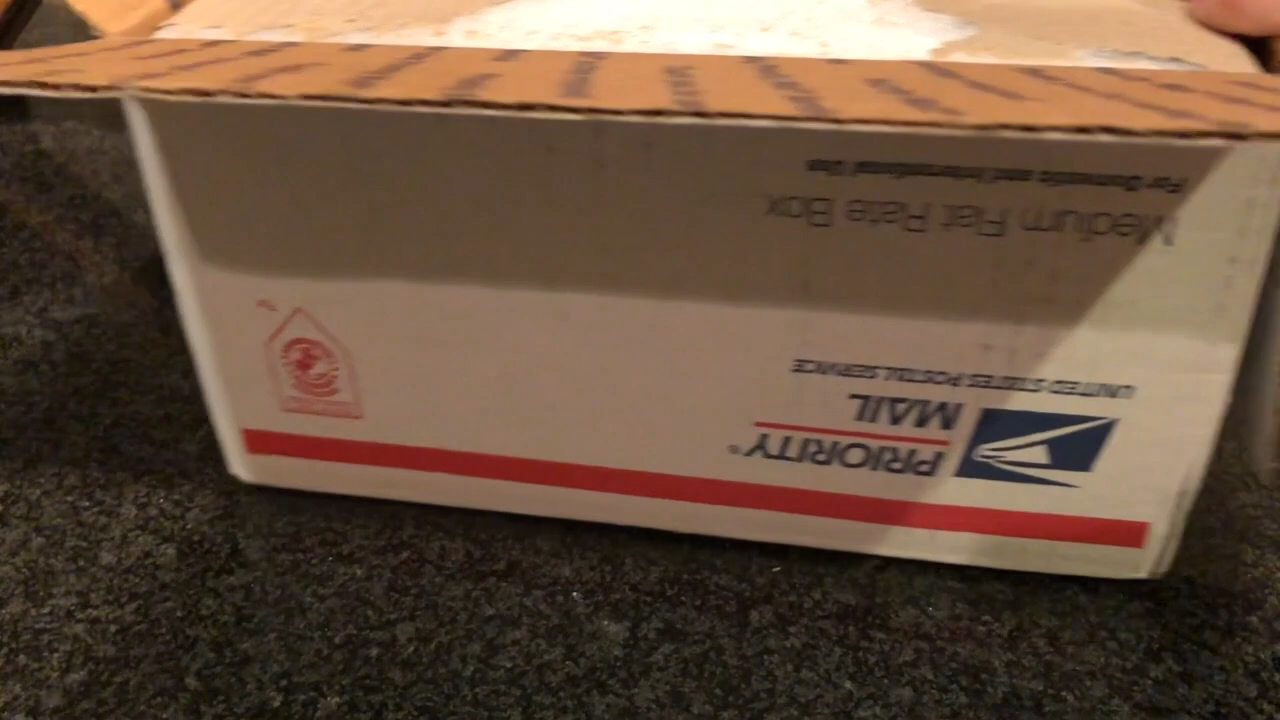 PRIORITY®
MAIL
UNITED STATES POSTAL SERVICE
Medium Flat Rate Box
For Domestic and International Use